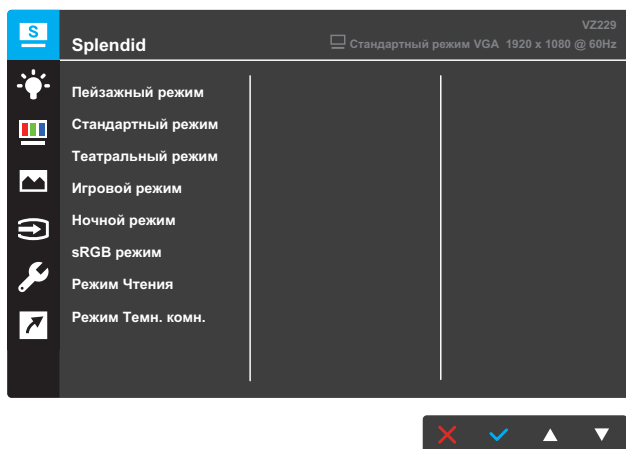 S
VZ229
Splendid
Стандартный режим VGA 1920 x 1080 @ 60Hz
Пейзажный режим
Стандартный режим
Театральный режим
Игровой режим
Ночной режим
sRGB режим
Режим Чтения
Режим Темн. комн.